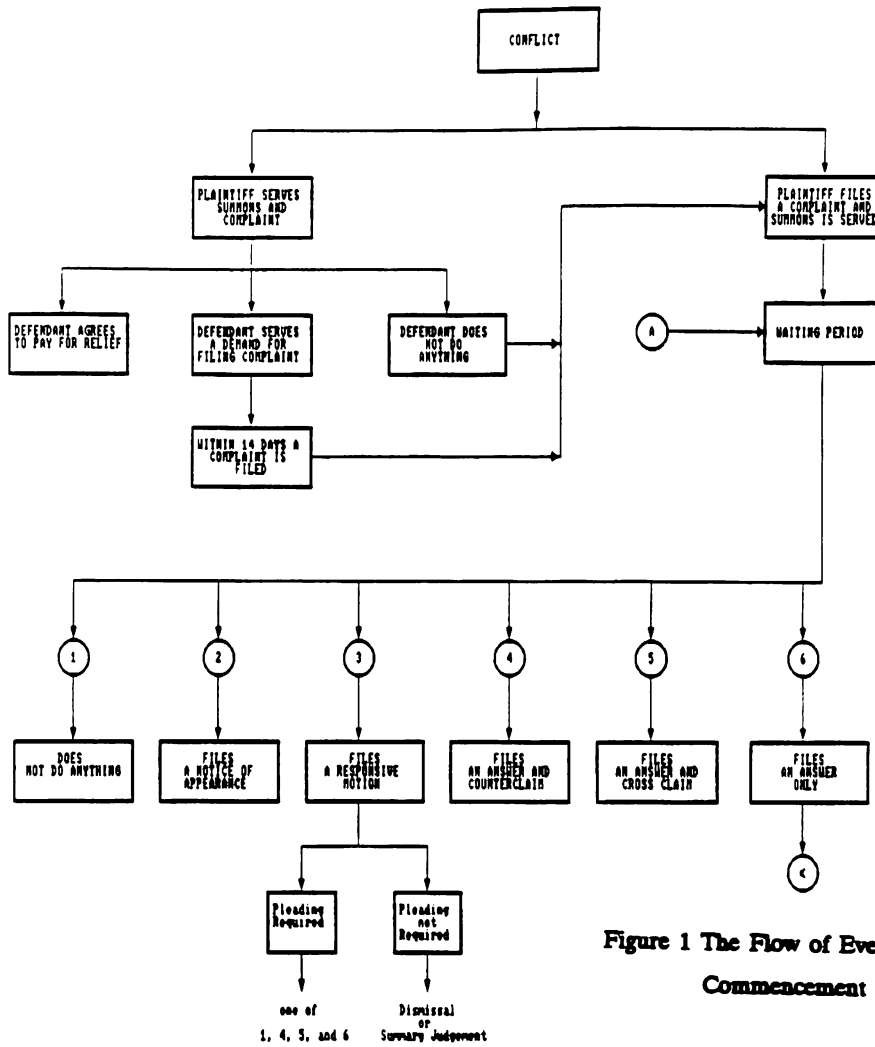 CONFLICT
PLAINTIFF SERVES
SUMMONS AND
COMPLAINT
PLAINTIFF FILES
A COMPLAINT AND
SUMMONS IS SERVED
DEFENDANT AGREES
TO PAY FOR RELIEF
DEFENDANT SERVES
A DEMAND FOR
FILING COMPLAINT
DEFENDANT DOES
NOT DO
ANYTHING
A
WAITING PERIOD
WITHIN 14 DAYS A
COMPLAINT IS
FILED
1
2
3
4
5
6
DOES
NOT DO ANYTHING
FILES
A NOTICE OF
APPEARANCE
FILES
A RESPONSIVE
MOTION
FILES
AN ANSWER AND
COUNTERCLAIM
FILES
AN ANSWER AND
CROSS CLAIM
FILES
AN ANSWER
ONLY
Pleading
Required
Pleading
not
Required
one of
1, 4, 5, and 6
Dismissal
or
Summary Judgement
Figure 1 The Flow of
Commencement